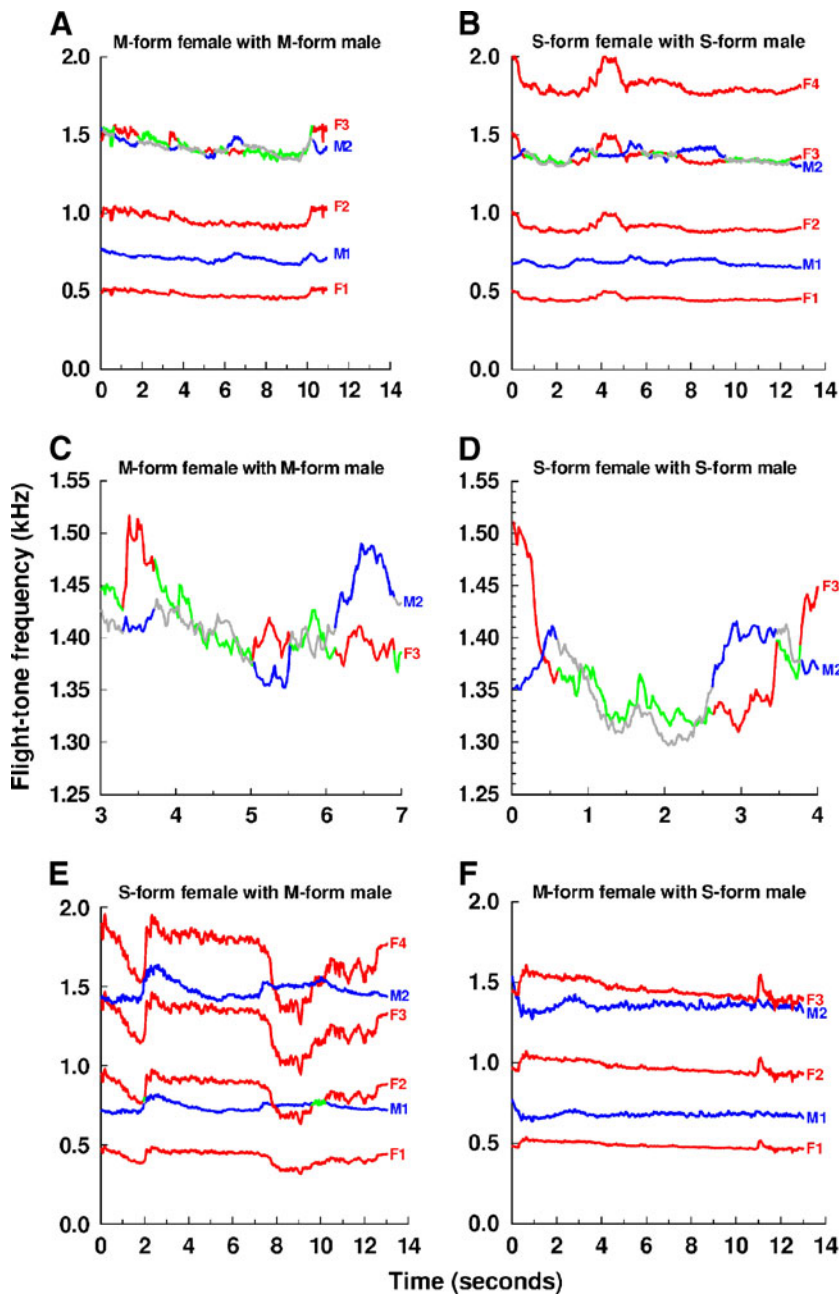 A
M-form female with M-form male
2.0
1.5
1.0
0.5
0.0
F3
M2
F2
M1
F1
0 2 4 6 8 10 12 14
B
S-form female with S-form male
2.0
1.5
1.0
0.5
0.0
F4
F3
M2
F2
M1
F1
0 2 4 6 8 10 12 14
Flight-tone frequency (kHz)
C
M-form female with M-form male
1.55
1.50
1.45
1.40
1.35
1.30
1.25
M2
F3
3 4 5 6 7
D
S-form female with S-form male
1.55
1.50
1.45
1.40
1.35
1.30
1.25
F3
M2
0 1 2 3 4
E
S-form female with M-form male
2.0
1.5
1.0
0.5
0.0
F4
M2
F3
F2
M1
F1
0 2 4 6 8 10 12 14
F
M-form female with S-form male
2.0
1.5
1.0
0.5
0.0
F3
M2
F2
M1
F1
0 2 4 6 8 10 12 14
Time (seconds)